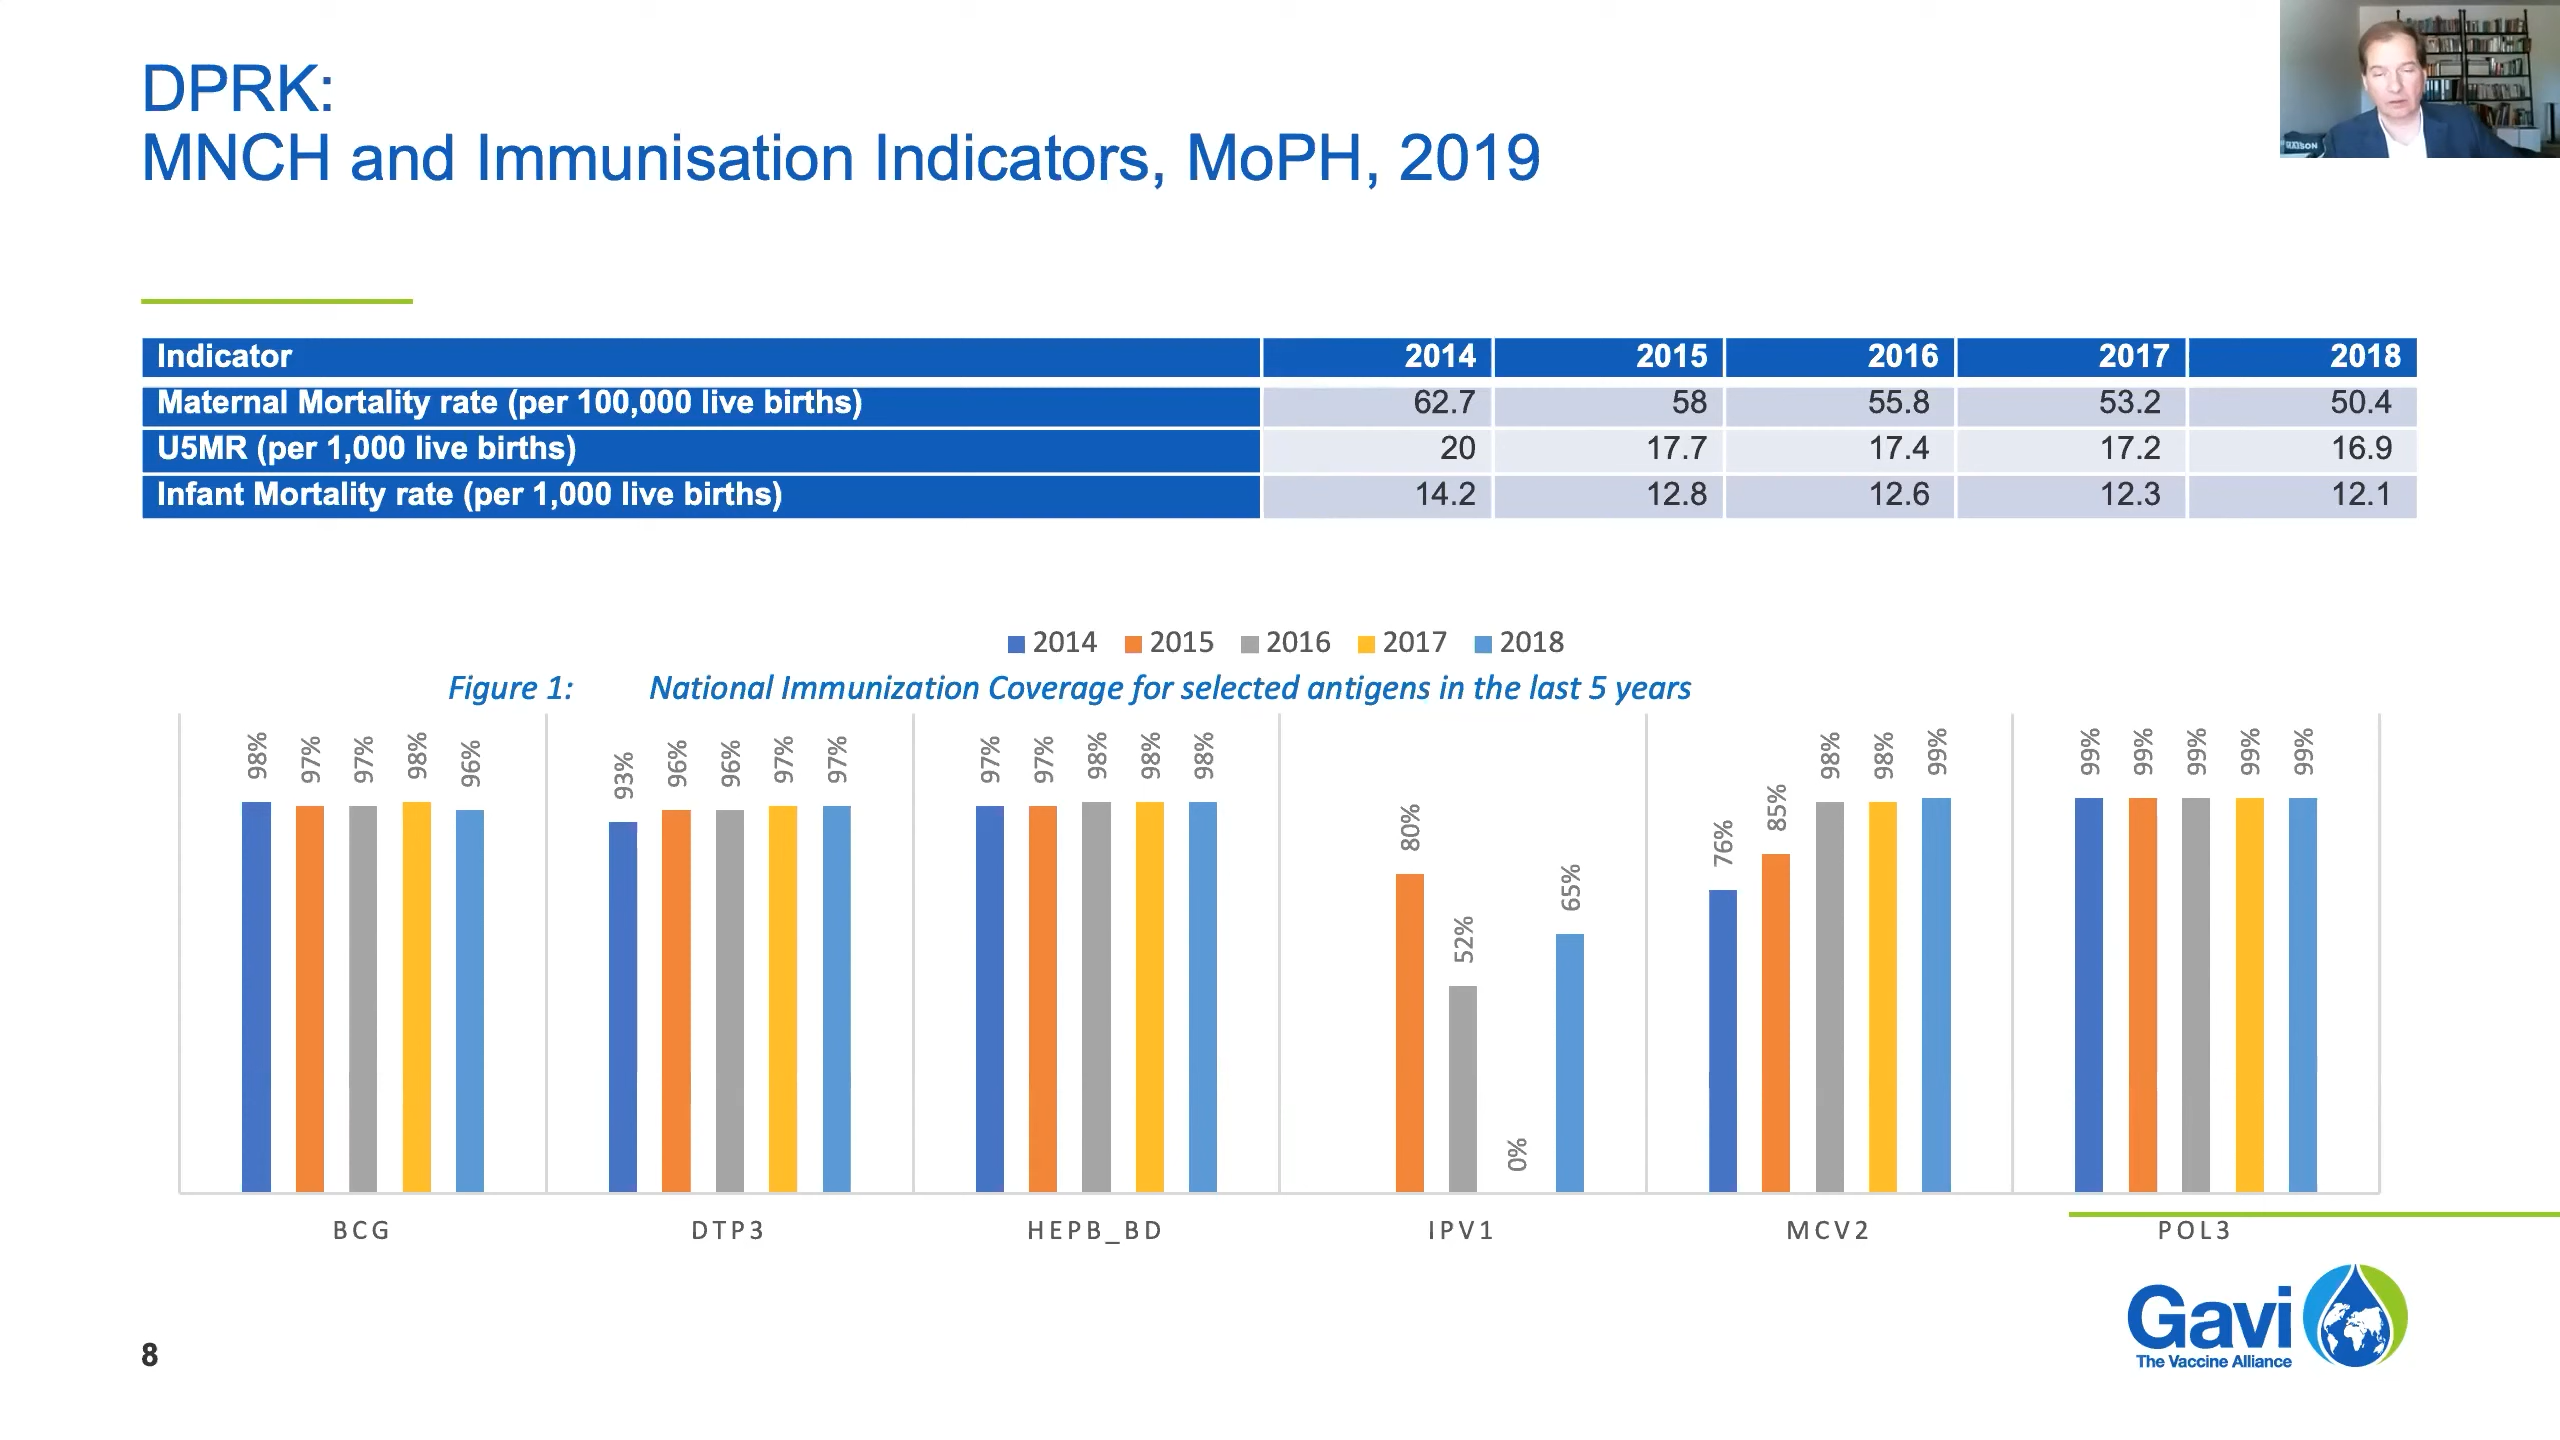 DPRK:
MNCH and Immunisation Indicators, MoPH, 2019
MAISON
Indicator 2014 2015 2016 2017 2018
Maternal Mortality rate (per 100,000 live births) 62.7 58 55.8 53.2 50.4
U5MR (per 1,000 live births) 20 17.7 17.4 17.2 16.9
Infant Mortality rate (per 1,000 live births) 14.2 12.8 12.6 12.3 12.1
2014 2015 2016 2017 2018
Figure 1: National Immunization Coverage for selected antigens in the last 5 years
98% 97% 97% 98% 96% 93% 96% 96% 97% 97% 97% 97% 98% 98% 98% 80% 52% 0% 65% 76% 85% 98% 98% 99% 99% 99% 99% 99% 99%
BCG DTP3 HEPB_BD IPV1 MCV2 POL3
Gavi
The Vaccine Alliance
8